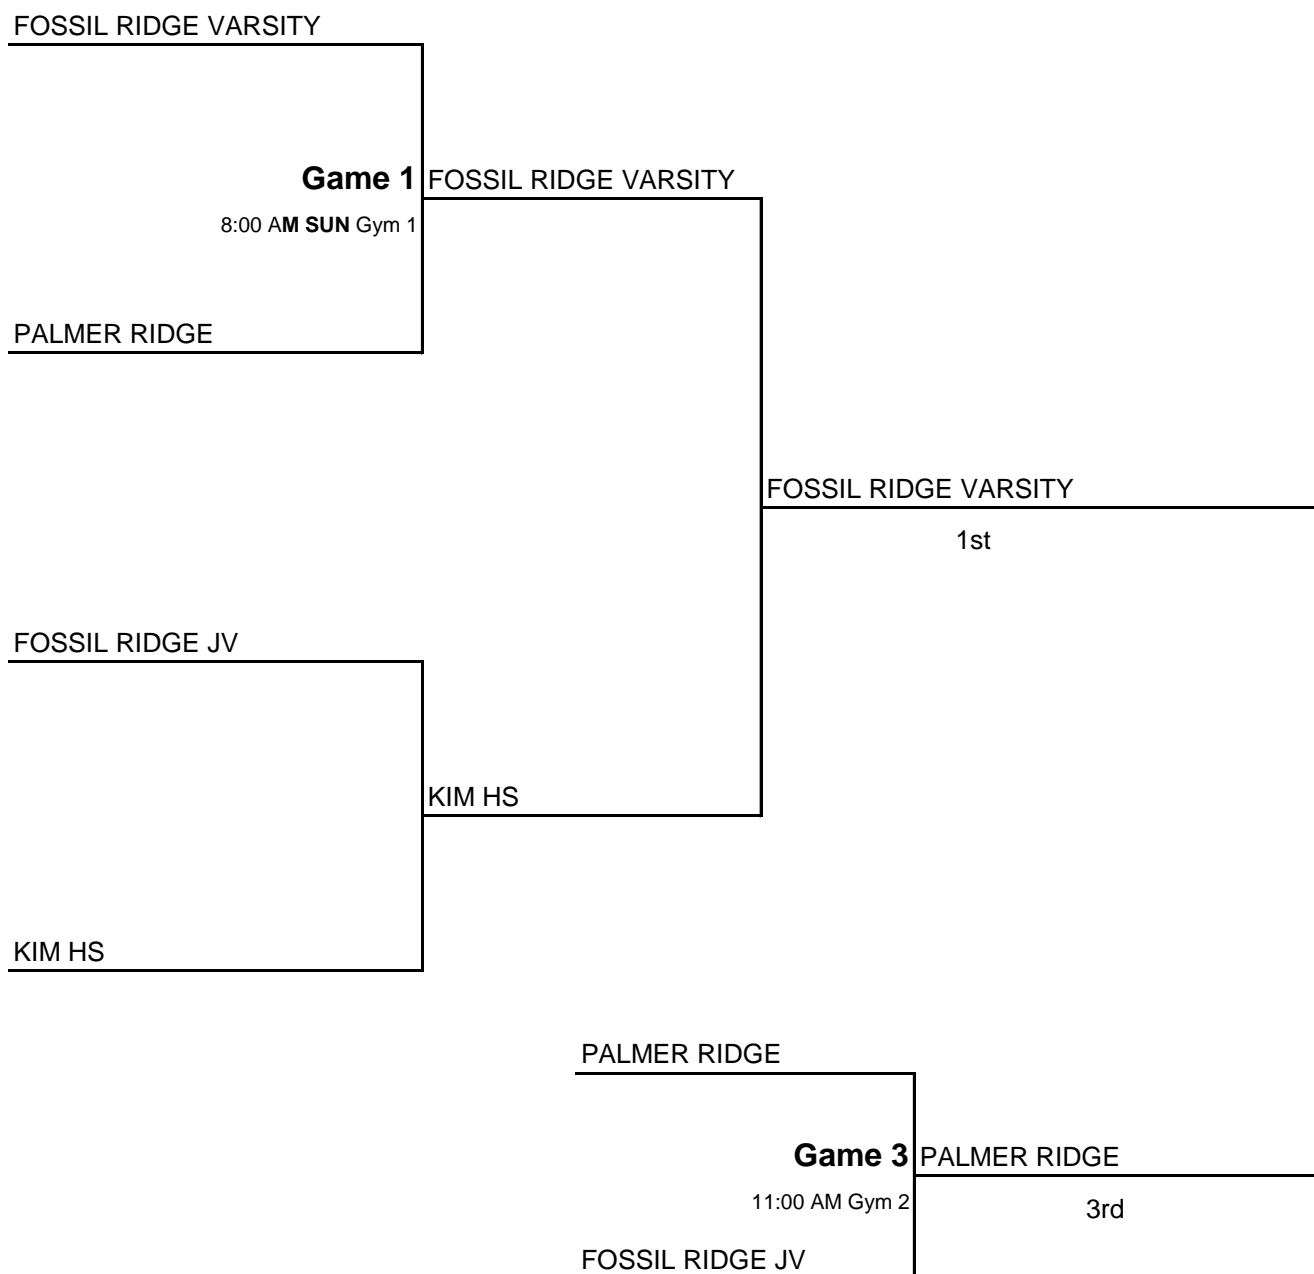 FOSSIL RIDGE VARSITY
Game 1
FOSSIL RIDGE VARSITY
8:00 AM SUN Gym 1
PALMER RIDGE
FOSSIL RIDGE VARSITY
1st
FOSSIL RIDGE JV
KIM HS
KIM HS
PALMER RIDGE
Game 3
PALMER RIDGE
11:00 AM Gym 2
3rd
FOSSIL RIDGE JV